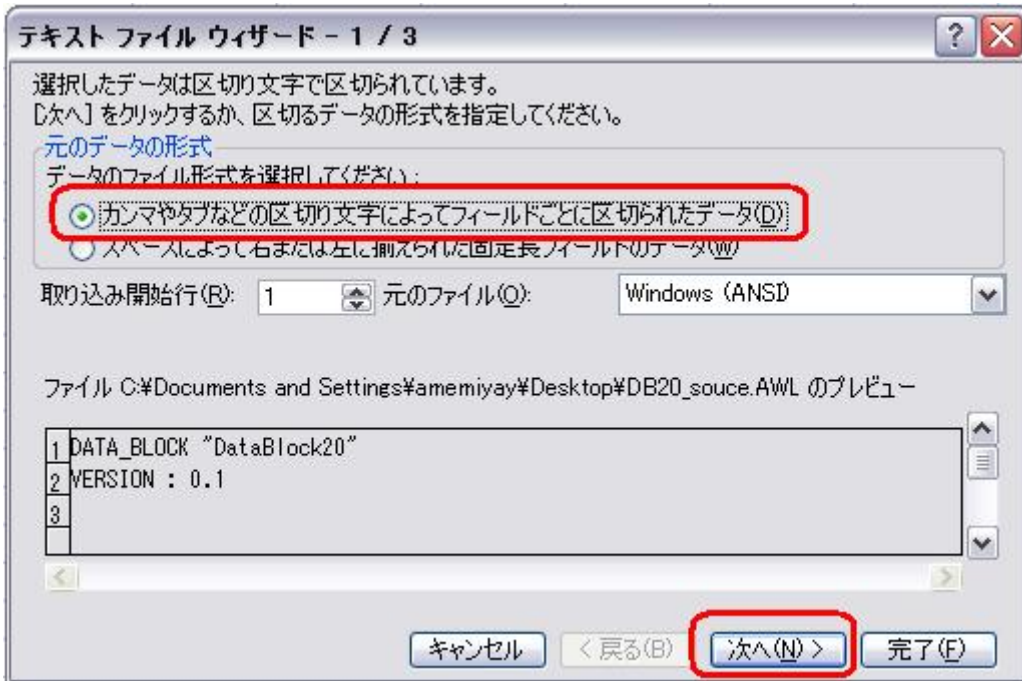 テキスト ファイル ウィザード - 1 / 3
選択したデータは区切り文字で区切られています。
[次へ] をクリックするか、区切るデータの形式を指定してください。
元のデータの形式
データのファイル形式を選択してください :
カンマやタブなどの区切り文字によってフィールドごとに区切られたデータ(D)
スペースによって右または左に揃えられた固定長フィールドのデータ(W)
取り込み開始行(R): 1 元のファイル(O): Windows (ANSI)
ファイル C:¥Documents and Settings¥amemiyay¥Desktop¥DB20_souce.AWL のプレビュー
1 DATA_BLOCK "DataBlock20"
2 VERSION : 0.1
3
キャンセル < 戻る(B) 次へ(N) > 完了(F)